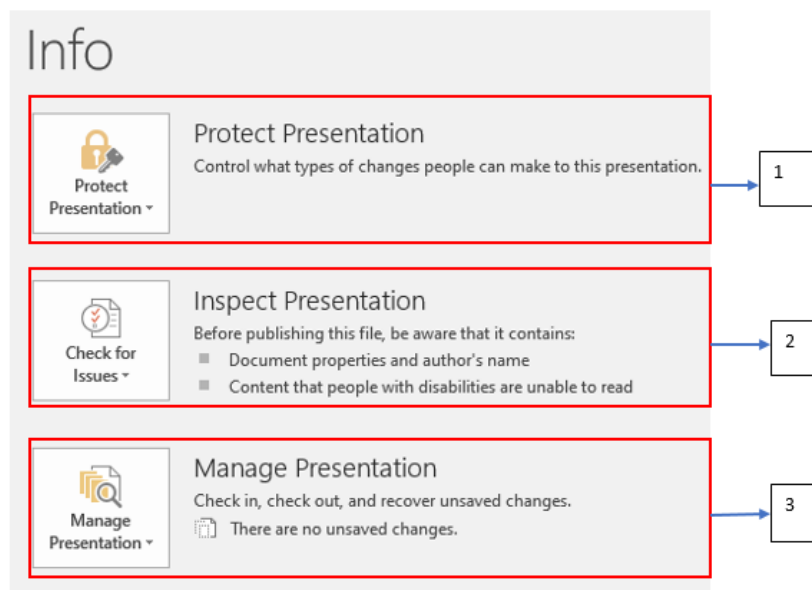 Info
Protect Presentation
Control what types of changes people can make to this presentation.
Protect
Presentation
1
Inspect Presentation
Before publishing this file, be aware that it contains:
Document properties and author's name
Content that people with disabilities are unable to read
Check for
Issues
2
Manage Presentation
Check in, check out, and recover unsaved changes.
There are no unsaved changes.
Manage
Presentation
3